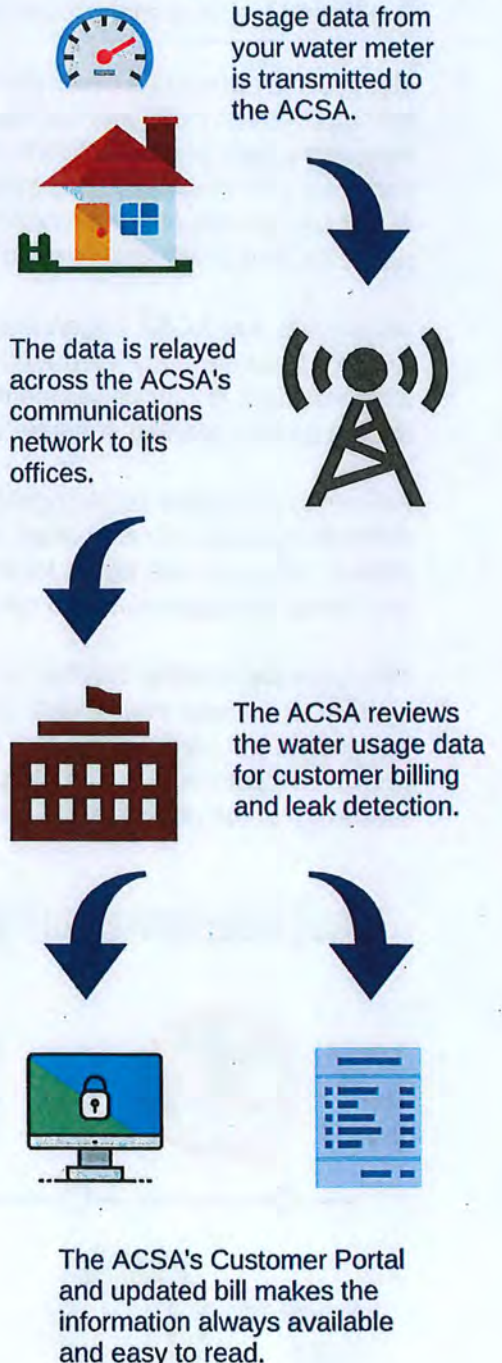 Usage data from
your water meter
is transmitted to
the ACSA.
The data is relayed
across the ACSA's
communications
network to its
offices.
The ACSA reviews
the water usage data
for customer billing
and leak detection.
The ACSA's Customer Portal
and updated bill makes the
information always available
and easy to read.